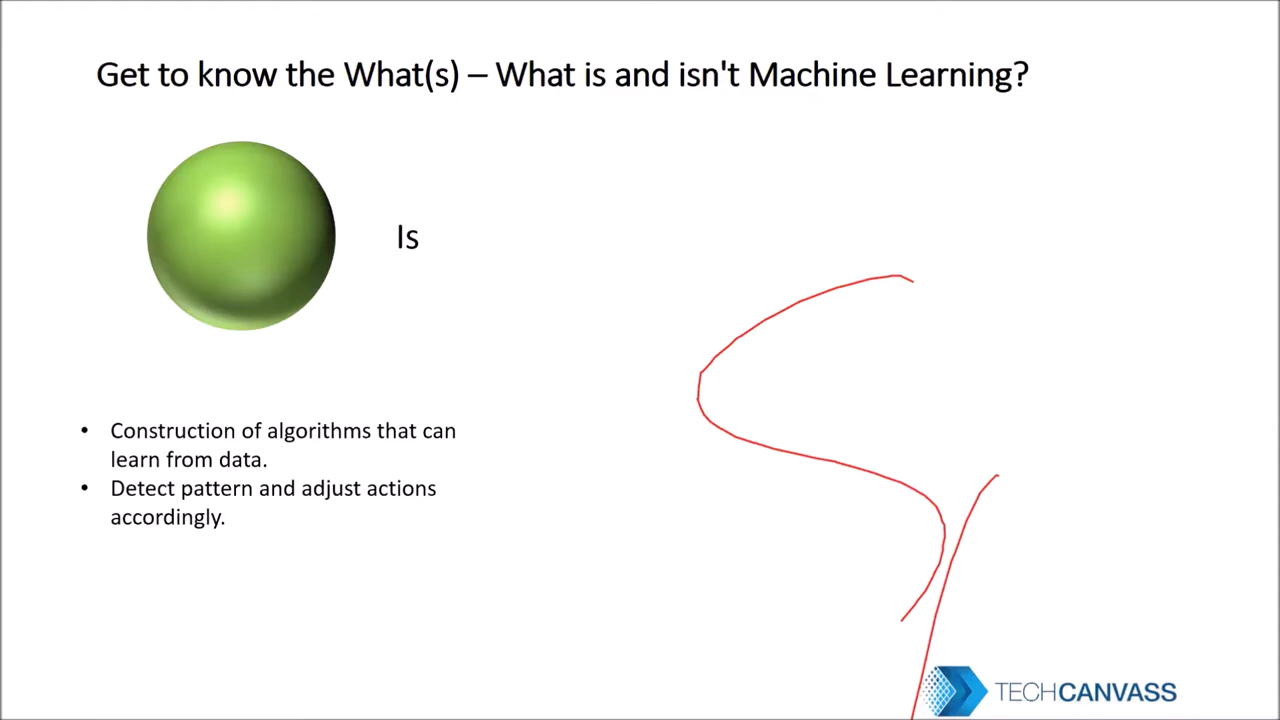 Get to know the What(s) – What is and isn't Machine Learning?
Is
• Construction of algorithms that can
learn from data.
• Detect pattern and adjust actions
accordingly.
TECHCANVASS